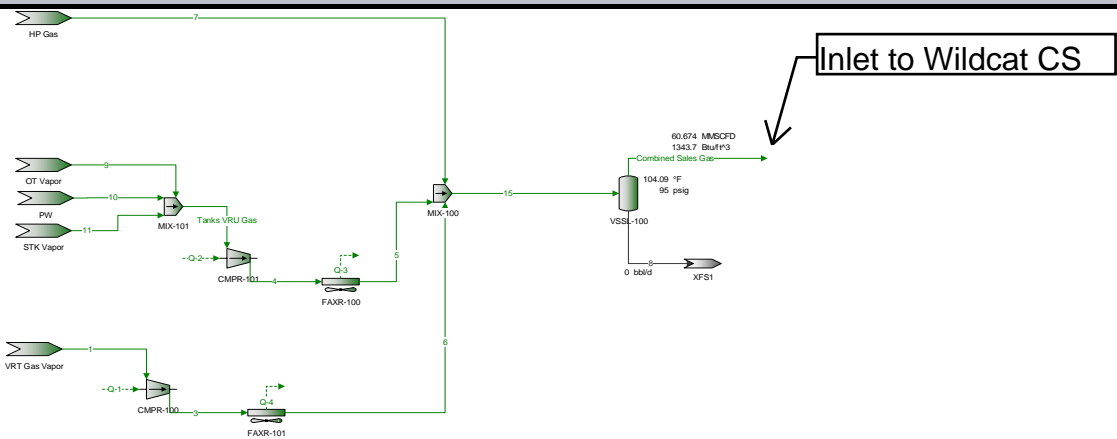 7
HP Gas
Inlet to Wildcat CS
60.674 MMSCFD
1343.7 Btu/ft^3
Combined Sales Gas
104.09 °F
95 psig
VSSL-100
9
OT Vapor
10
PW
11
STK Vapor
MIX-101
Tanks VRU Gas
MIX-100
15
Q-2
CMPR-101
4
Q-3
FAXR-100
5
8
0 bbl/d
XFS1
1
VRT Gas Vapor
Q-1
CMPR-100
3
Q-4
FAXR-101
6